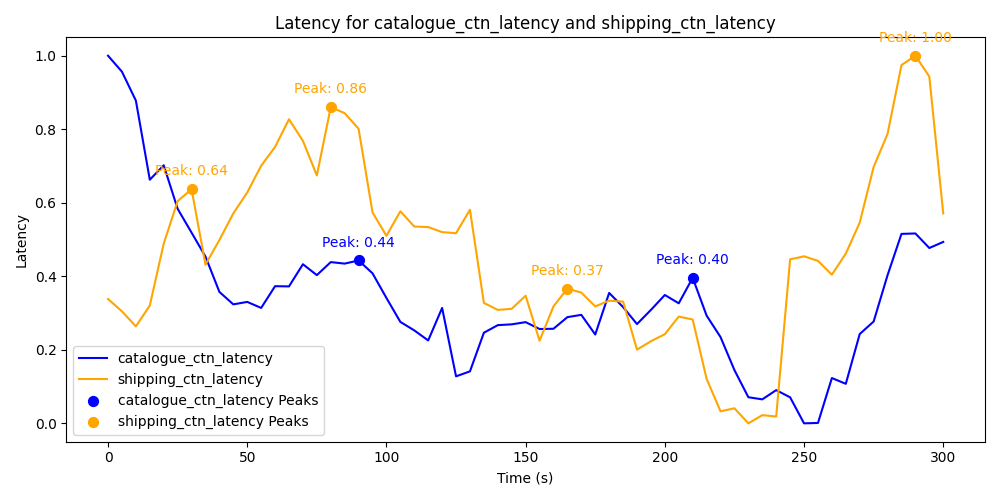 Latency for catalogue_ctn_latency and shipping_ctn_latency
Peak: 1.00
Peak: 0.86
Peak: 0.64
Peak: 0.44
Peak: 0.37
Peak: 0.40
1.0
0.8
0.6
0.4
0.2
0.0
Latency
catalogue_ctn_latency
shipping_ctn_latency
catalogue_ctn_latency Peaks
shipping_ctn_latency Peaks
0 50 100 150 200 250 300
Time (s)